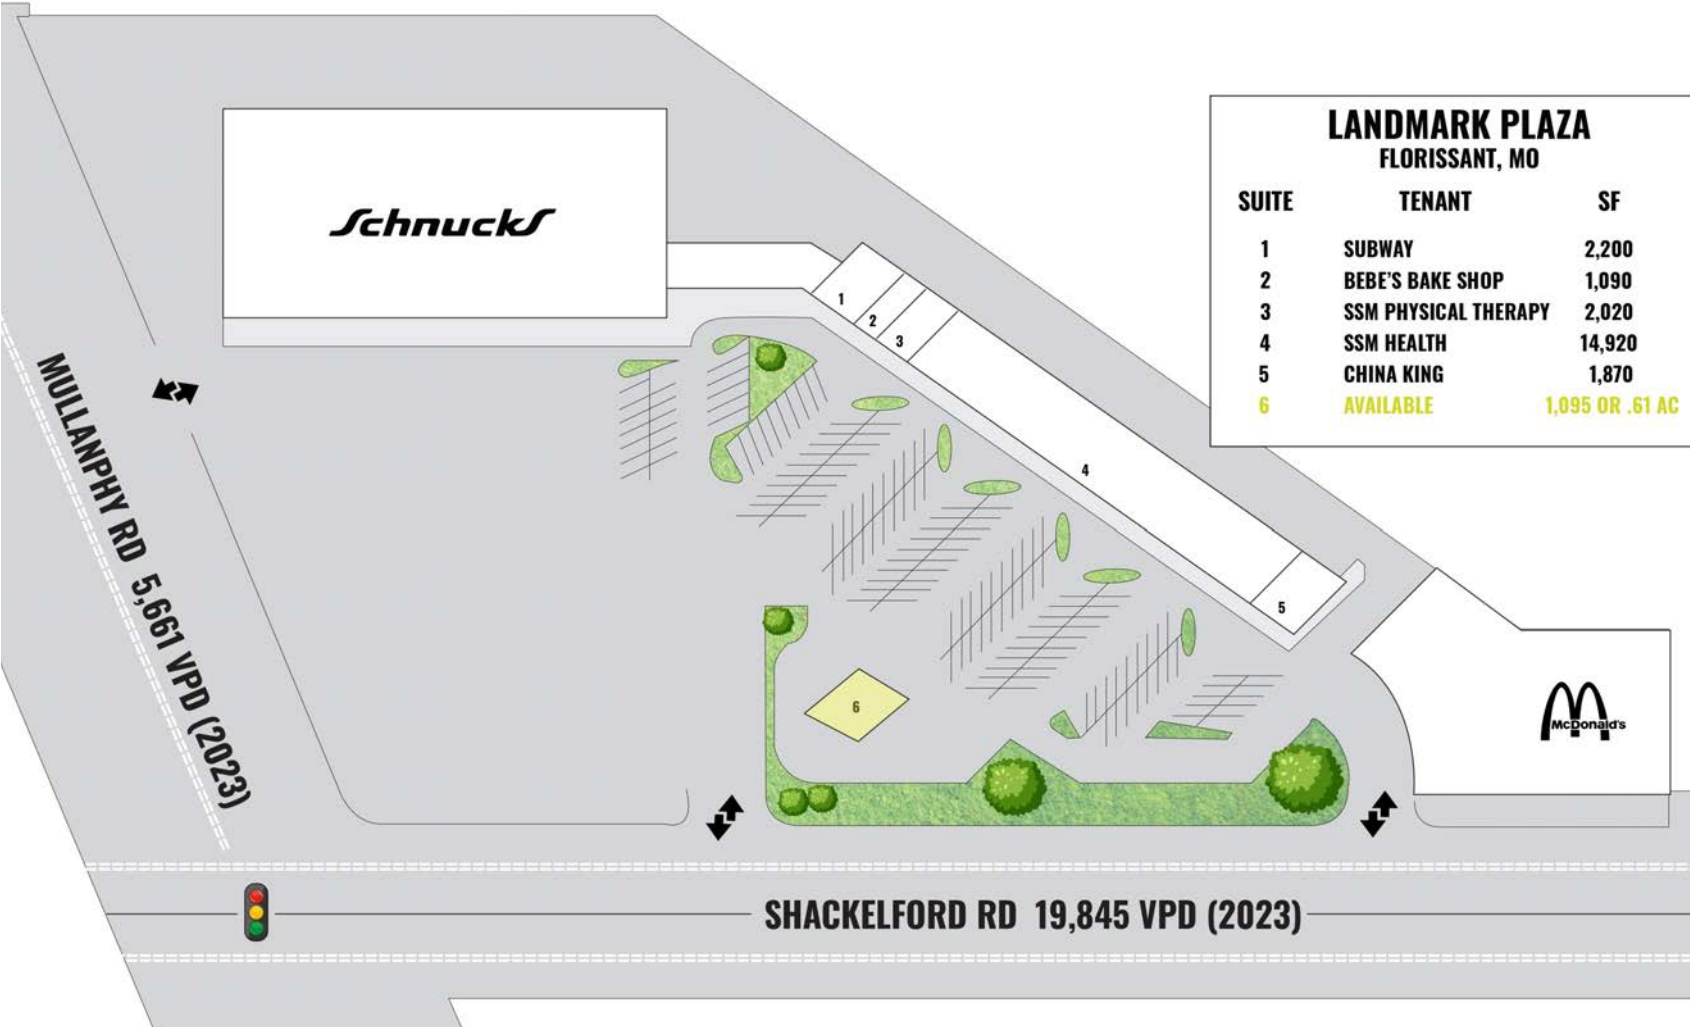 LANDMARK PLAZA
FLORISSANT, MO
SUITE TENANT SF
1 SUBWAY 2,200
2 BEBE'S BAKE SHOP 1,090
3 SSM PHYSICAL THERAPY 2,020
4 SSM HEALTH 14,920
5 CHINA KING 1,870
6 AVAILABLE 1,095 OR .61 AC
Schnucks
1
2
3
4
5
6
McDonald's
MULLANPHY RD 5,661 VPD (2023)
SHACKELFORD RD 19,845 VPD (2023)